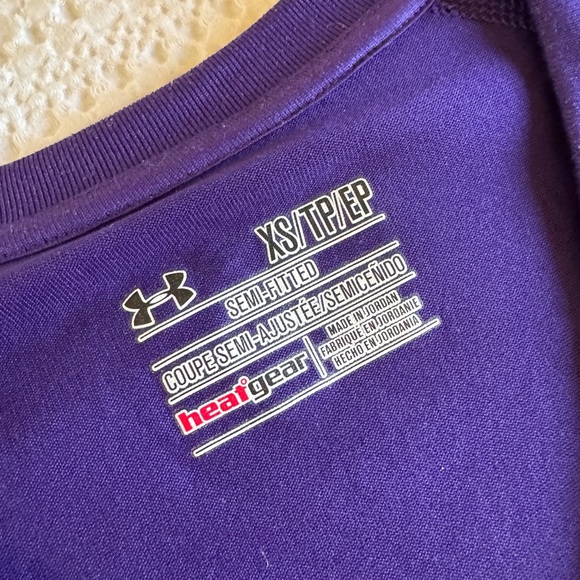 XS/TP/EP
SEMI-FITTED
COUPE SEMI-AJUSTÉE/SEMICEÑIDO
heatgear
MADE IN JORDAN
FABRIQUÉ EN JORDANIE
HECHO EN JORDANIA